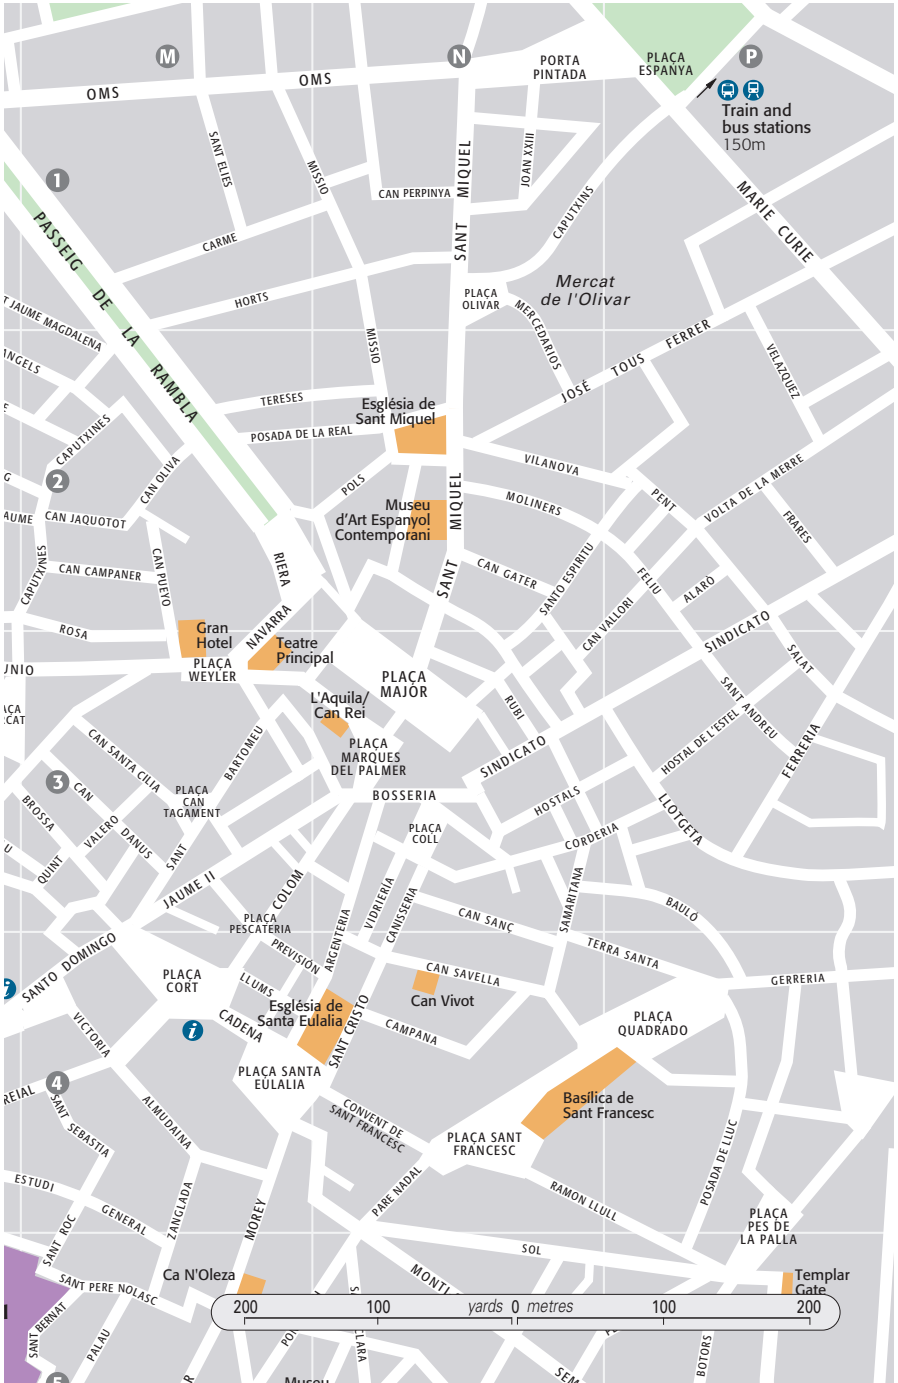 M
N
P
PORTA
PINTADA
PLAÇA
ESPANYA
OMS
OMS
Train and
bus stations
150m
1
SANT ELIES
MISSIO
SANT MIQUEL
JOAN XXIII
CAN PERPINYA
CAPUTXINS
MARIE CURIE
PASSEIG DE LA RAMBLA
CARME
HORTS
PLAÇA
OLIVAR
Mercat
de l'Olivar
MERCEDARIOS
T JAUME MAGDALENA
ANGELS
MISSIO
JOSÉ TOUS FERRER
VELAZQUEZ
TERESES
Església de
Sant Miquel
POSADA DE LA REAL
CAPUTXINES
CAN OLIVA
2
G
POLS
VILANOVA
MOLINERS
PENT
VOLTA DE LA MERRE
FRARES
Museu
d'Art Espanyol
Contemporani
SANT MIQUEL
AUME
CAN JAQUOTOT
CAPUTXINES
CAN CAMPANER
CAN PUEYO
RIERA
CAN GATER
SANTO ESPIRITU
FELIU
ALARÓ
CAN VALLORI
SINDICATO
SALAT
ROSA
Gran
Hotel
NAVARRA
Teatre
Principal
UNIO
PLAÇA
WEYLER
PLAÇA
MAJOR
L'Aquila/
Can Rei
RUBI
SANT ANDREU
HOSTAL DE L'ESTEL
FERRERIA
AÇA
CAT
PLAÇA
MARQUES
DEL PALMER
SINDICATO
CAN SANTA CILIA
BARTOMEU
3
CAN
DANUS
BROSSA
VALERO
QUINT
U
PLAÇA
CAN
TAGAMENT
SANT
BOSSERIA
HOSTALS
LLOTGETA
PLAÇA
COLL
CORDERIA
JAUME II
COLOM
VIDRIERÍA
CANISSERIA
ARGENTERIA
SAMARITANA
BAULÓ
CAN SANÇ
TERRA SANTA
PLAÇA
PESCATERIA
PREVISIÓN
SANTO DOMINGO
PLAÇA
CORT
LLUMS
CAN SAVELLA
Can Vivot
GERRERIA
i
i
Església de
Santa Eulalia
CADENA
SANT CRISTO
CAMPANA
PLAÇA
QUADRADO
VICTORIA
PLAÇA SANTA
EULALIA
4
REIAL
SANT SEBASTIA
ALMUDAINA
CONVENT DE
SANT FRANCESC
Basílica de
Sant Francesc
PLAÇA SANT
FRANCESC
POSADA DE LLUC
ESTUDI GENERAL
ZANGLADA
MOREY
PARE NADAL
RAMON LLULL
PLAÇA
PES DE
LA PALLA
SANT ROC
SOL
Ca N'Oleza
MONTI
Templar
Gate
SANT PERE NOLASC
SANT BERNAT
PALAU
200 100 yards 0 metres 100 200
CLARA
BOTORS
SEM
Museu
5